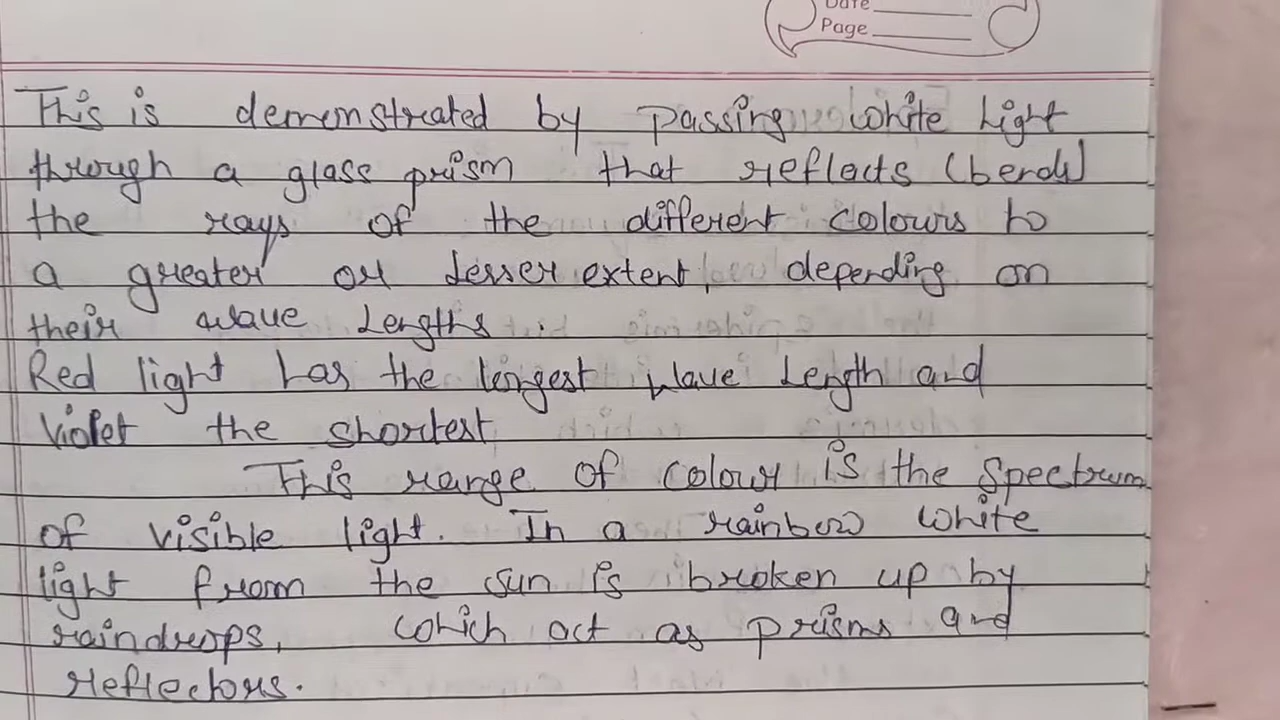 Date
Page
This is demonstrated by passing white light
through a glass prism that reflects (bends)
the rays of the different colours to
a greater or lesser extent, depending on
their wave lengths.
Red light has the longest wave length and
Violet the shortest
This range of colour is the spectrum
of visible light. In a rainbow white
light from the sun is broken up by
raindrops, which act as prisms and
reflectors.